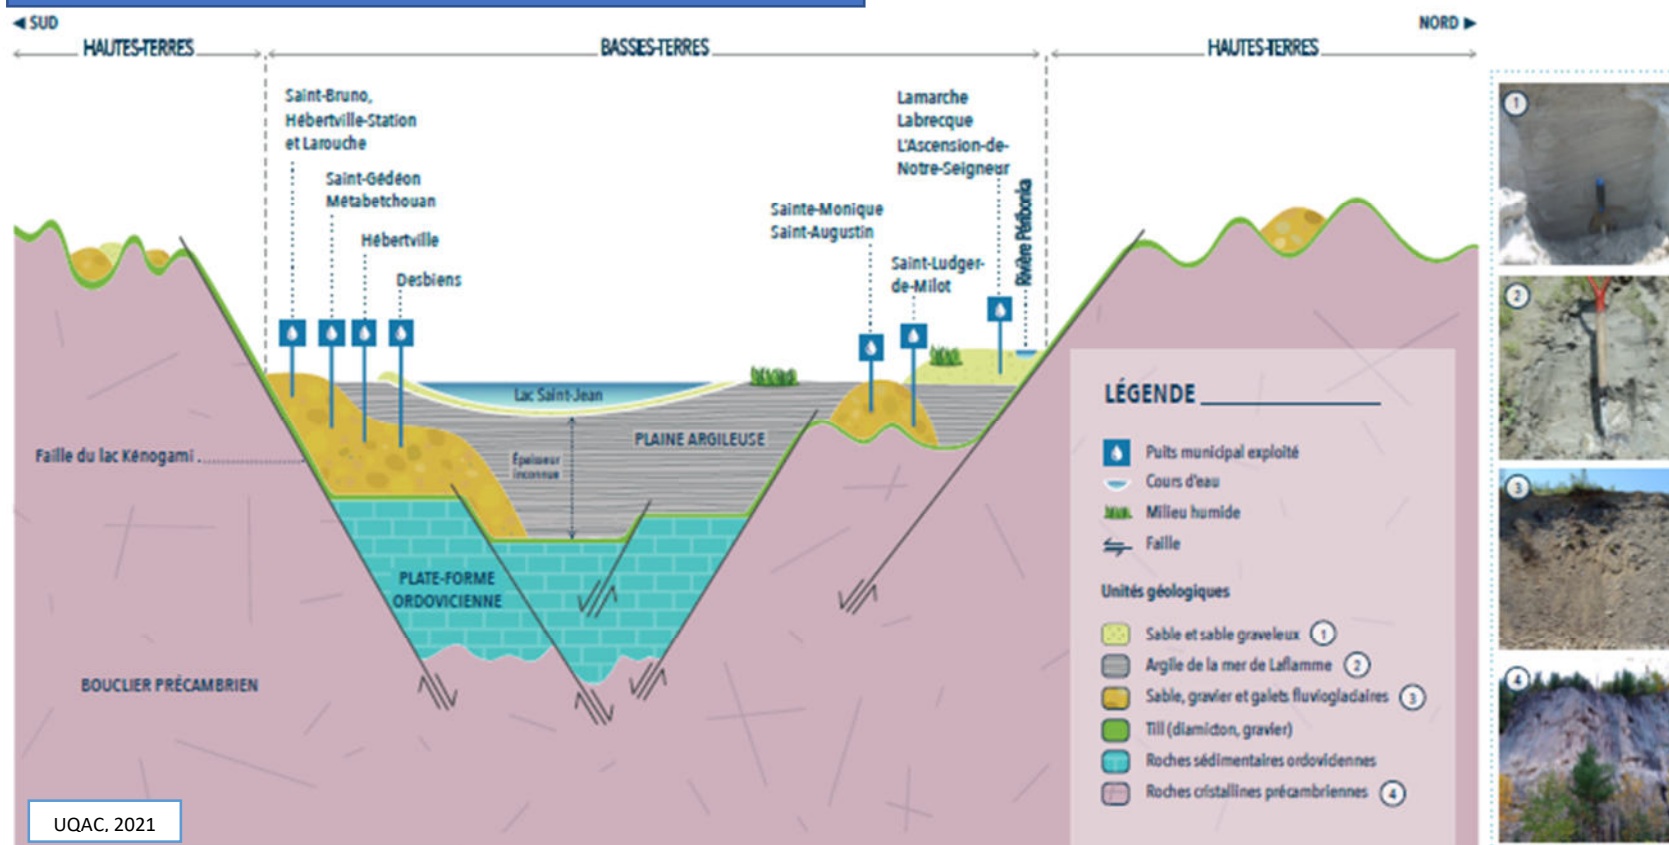 ◄ SUD
NORD ►
HAUTES-TERRES
BASSES-TERRES
HAUTES-TERRES
Saint-Bruno,
Hébertville-Station
et Larouche
Saint-Gédéon
Métabetchouan
Hébertville
Desbiens
Lamarche
Labrecque
L'Ascension-de-
Notre-Seigneur
Rivière Péribonka
Sainte-Monique
Saint-Augustin
Saint-Ludger-
de-Milot
Lac Saint-Jean
PLAINE ARGILEUSE
Épaisseur
inconnue
Faille du lac Kénogami
PLATE-FORME
ORDOVICIENNE
BOUCLIER PRÉCAMBRIEN
UQAC, 2021
LÉGENDE
Puits municipal exploité
Cours d'eau
Milieu humide
Faille
Unités géologiques
Sable et sable graveleux 1
Argile de la mer de Laflamme 2
Sable, gravier et galets fluvioglaciaires 3
Till (diamicton, gravier)
Roches sédimentaires ordoviciennes
Roches cristallines précambriennes 4
1
2
3
4